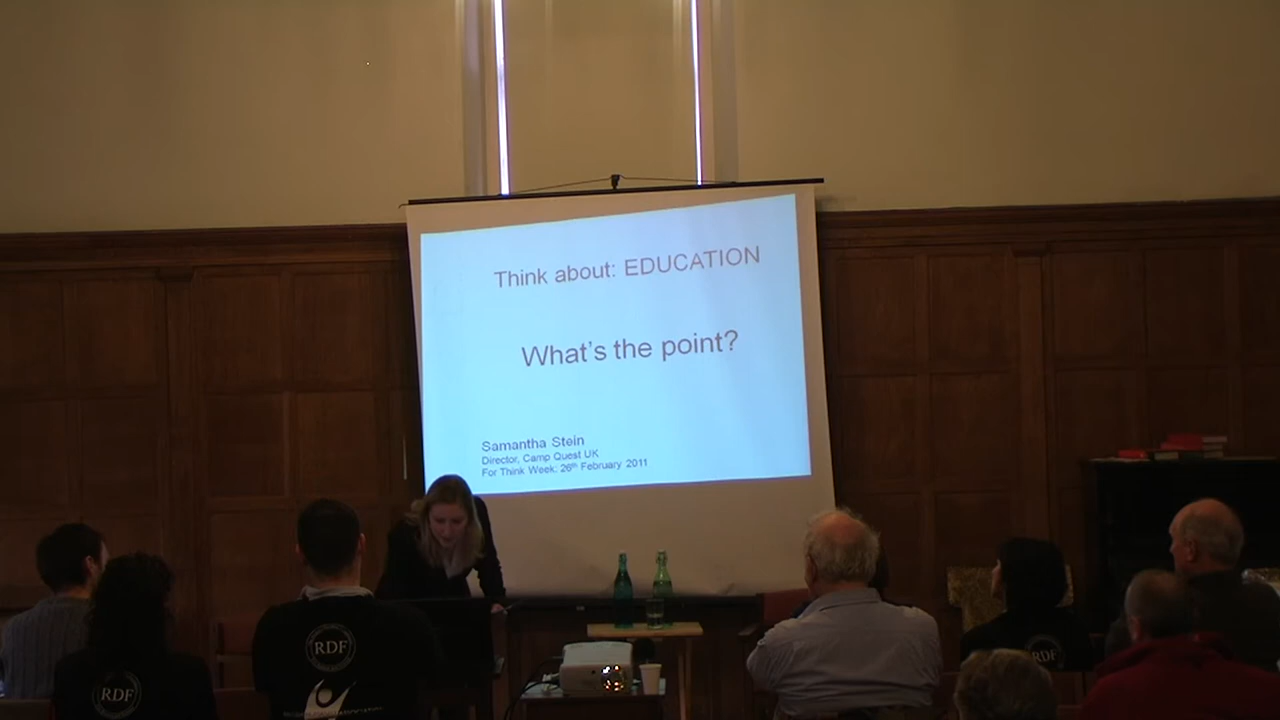 Think about: EDUCATION
What's the point?
Samantha Stein
Director, Camp Quest UK
For Think Week: 26th February 2011
RDF
RDF
RDF